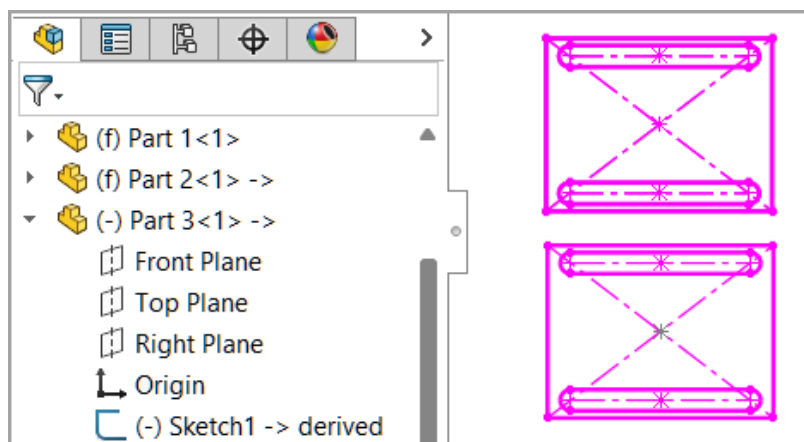 (f) Part 1<1>
(f) Part 2<1> ->
(-) Part 3<1> ->
Front Plane
Top Plane
Right Plane
Origin
(-) Sketch1 -> derived